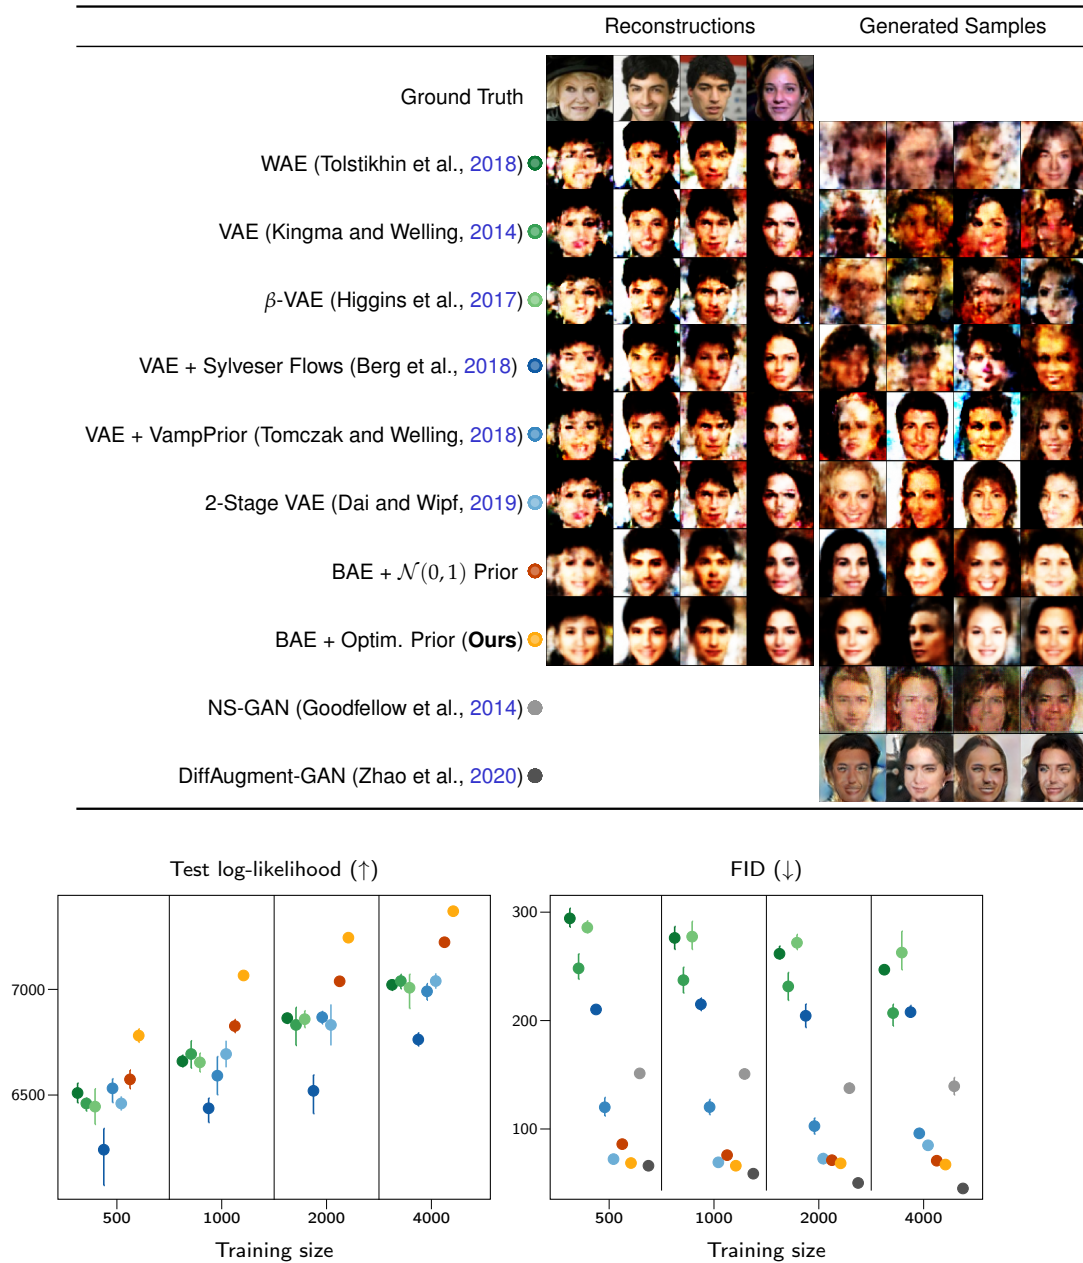 Reconstructions Generated Samples
Ground Truth
WAE (Tolstikhin et al., 2018)
VAE (Kingma and Welling, 2014)
β-VAE (Higgins et al., 2017)
VAE + Sylveser Flows (Berg et al., 2018)
VAE + VampPrior (Tomczak and Welling, 2018)
2-Stage VAE (Dai and Wipf, 2019)
BAE + 𝒩(0, 1) Prior
BAE + Optim. Prior (Ours)
NS-GAN (Goodfellow et al., 2014)
DiffAugment-GAN (Zhao et al., 2020)
Test log-likelihood (↑)
7000
6500
500 1000 2000 4000
Training size
FID (↓)
300
200
100
500 1000 2000 4000
Training size